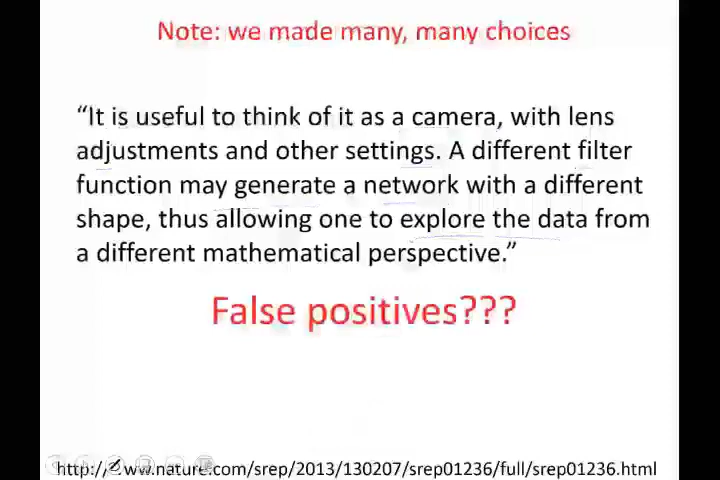 Note: we made many, many choices
“It is useful to think of it as a camera, with lens
adjustments and other settings. A different filter
function may generate a network with a different
shape, thus allowing one to explore the data from
a different mathematical perspective.”
False positives???
http://www.nature.com/srep/2013/130207/srep01236/full/srep01236.html